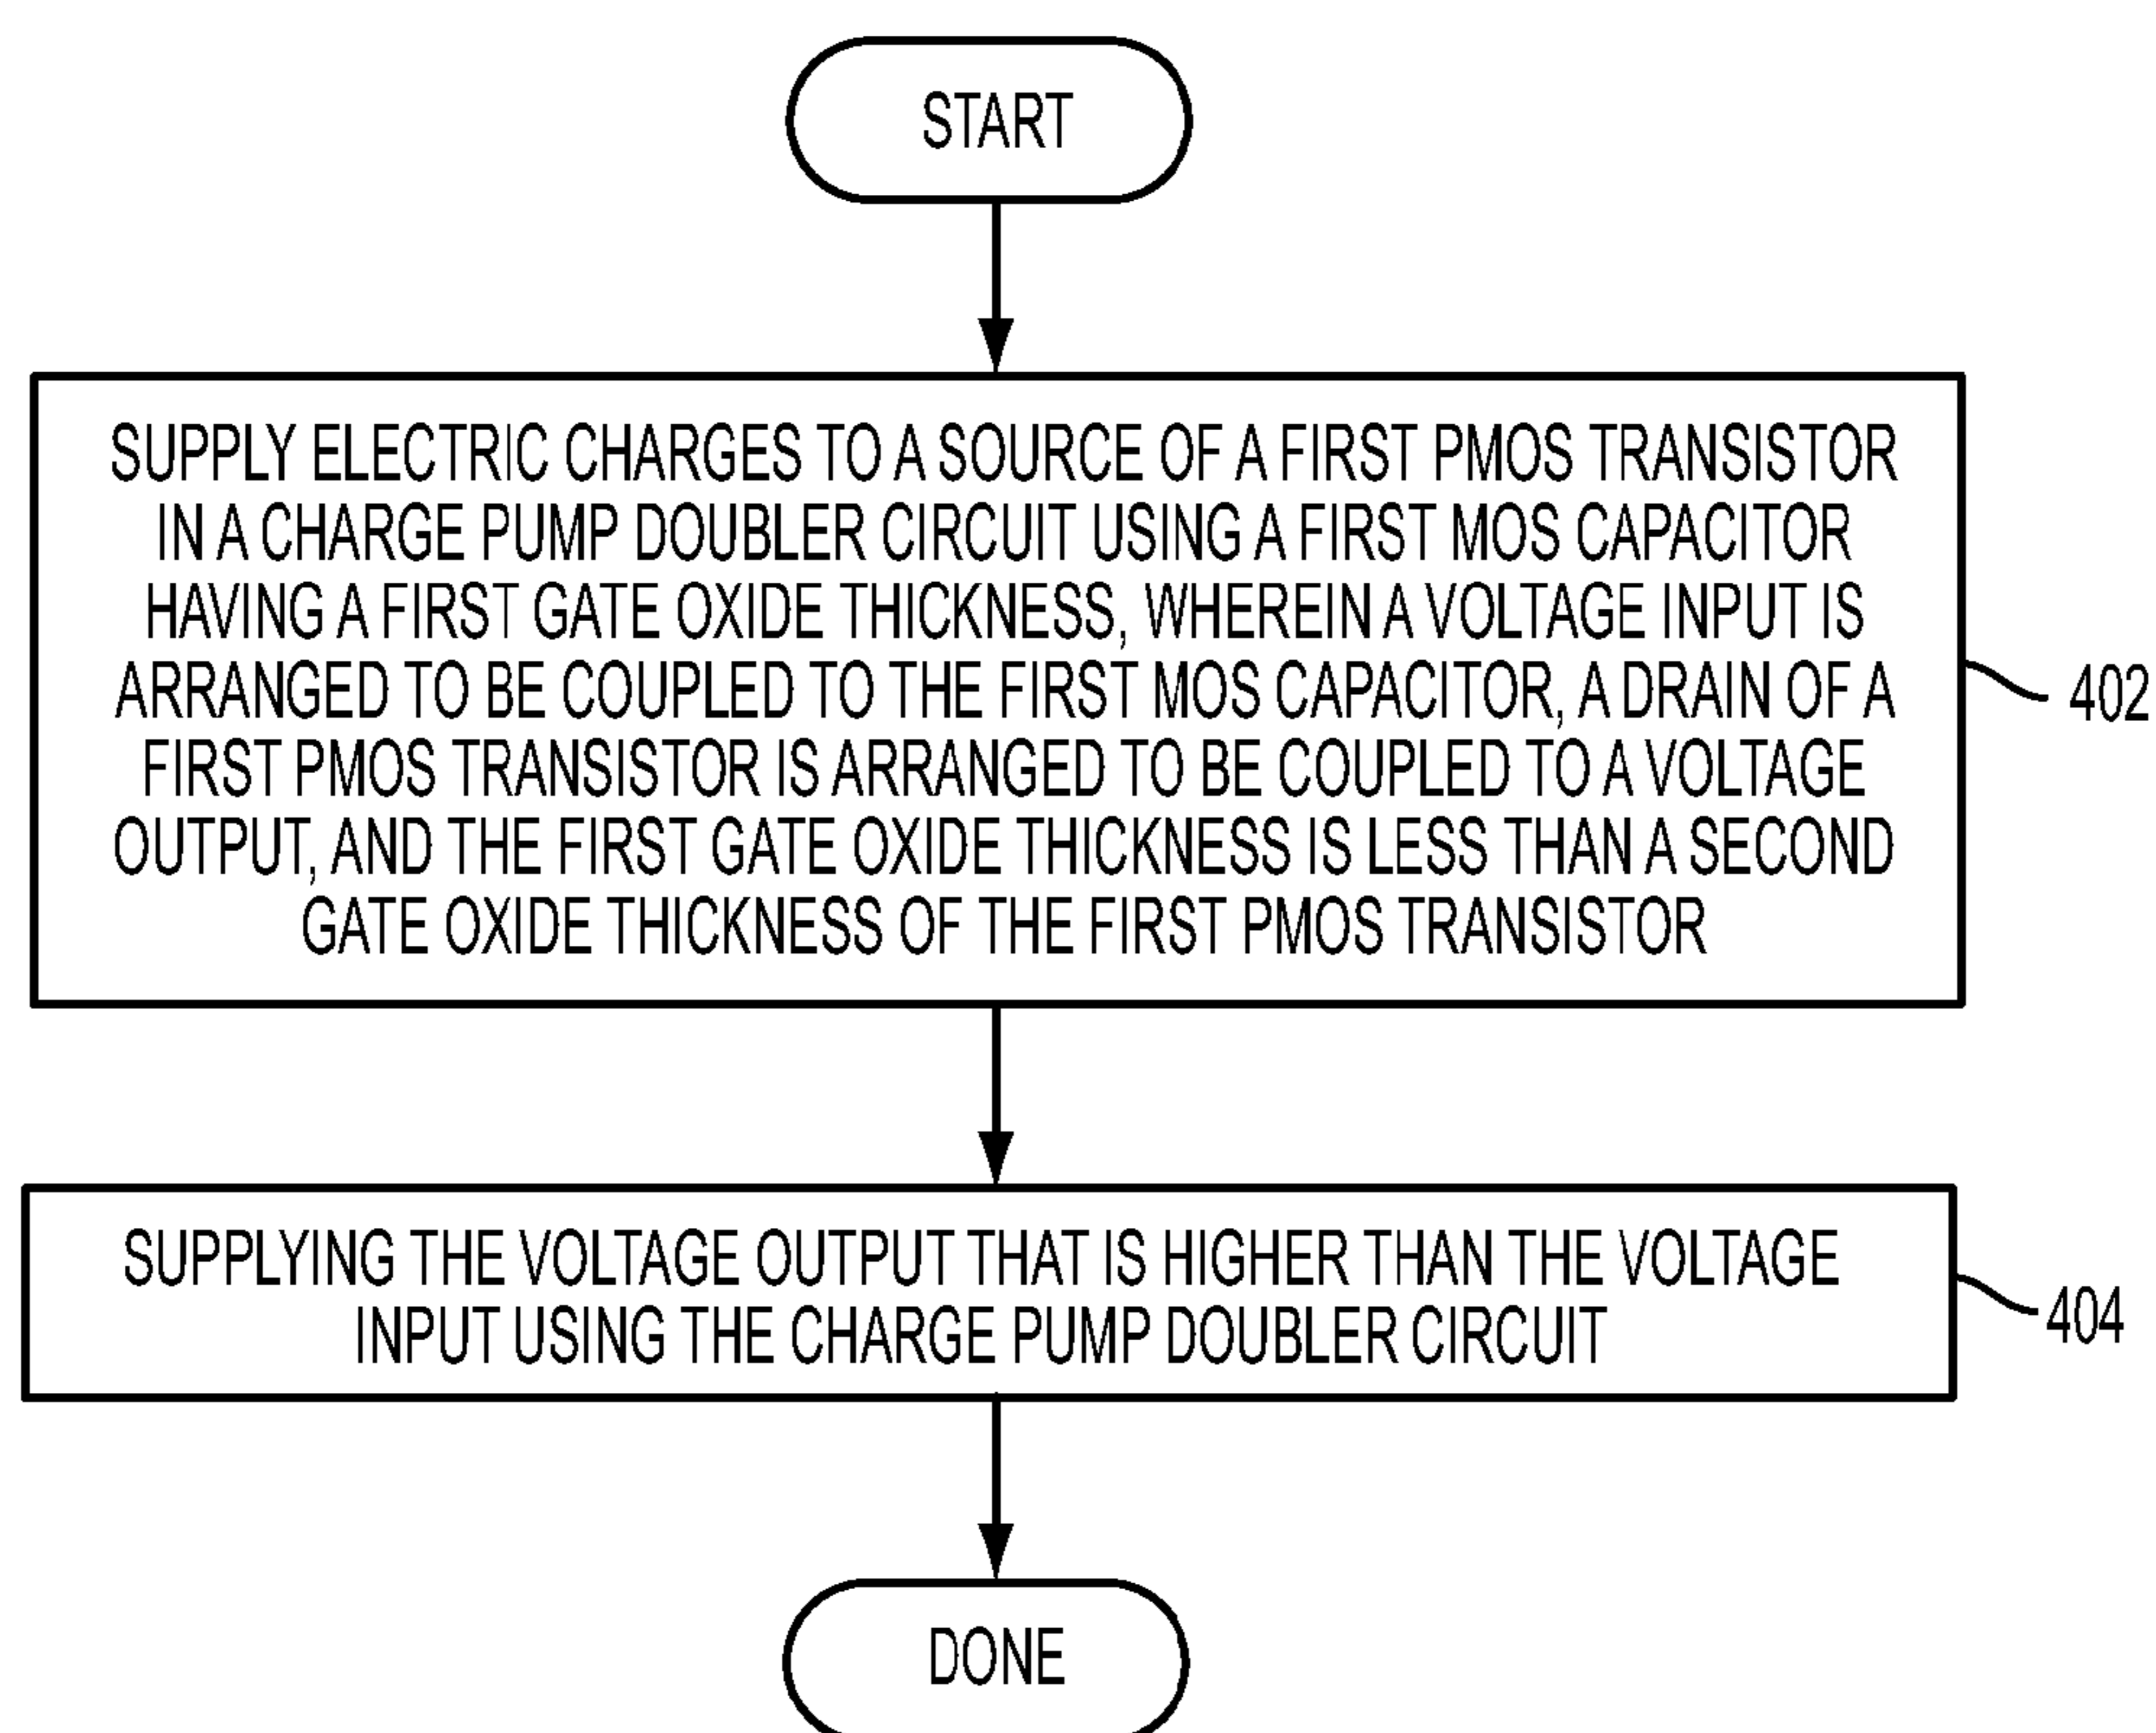 START
SUPPLY ELECTRIC CHARGES TO A SOURCE OF A FIRST PMOS TRANSISTOR
IN A CHARGE PUMP DOUBLER CIRCUIT USING A FIRST MOS CAPACITOR
HAVING A FIRST GATE OXIDE THICKNESS, WHEREIN A VOLTAGE INPUT IS
ARRANGED TO BE COUPLED TO THE FIRST MOS CAPACITOR, A DRAIN OF A
FIRST PMOS TRANSISTOR IS ARRANGED TO BE COUPLED TO A VOLTAGE
OUTPUT, AND THE FIRST GATE OXIDE THICKNESS IS LESS THAN A SECOND
GATE OXIDE THICKNESS OF THE FIRST PMOS TRANSISTOR
402
SUPPLYING THE VOLTAGE OUTPUT THAT IS HIGHER THAN THE VOLTAGE
INPUT USING THE CHARGE PUMP DOUBLER CIRCUIT
404
DONE